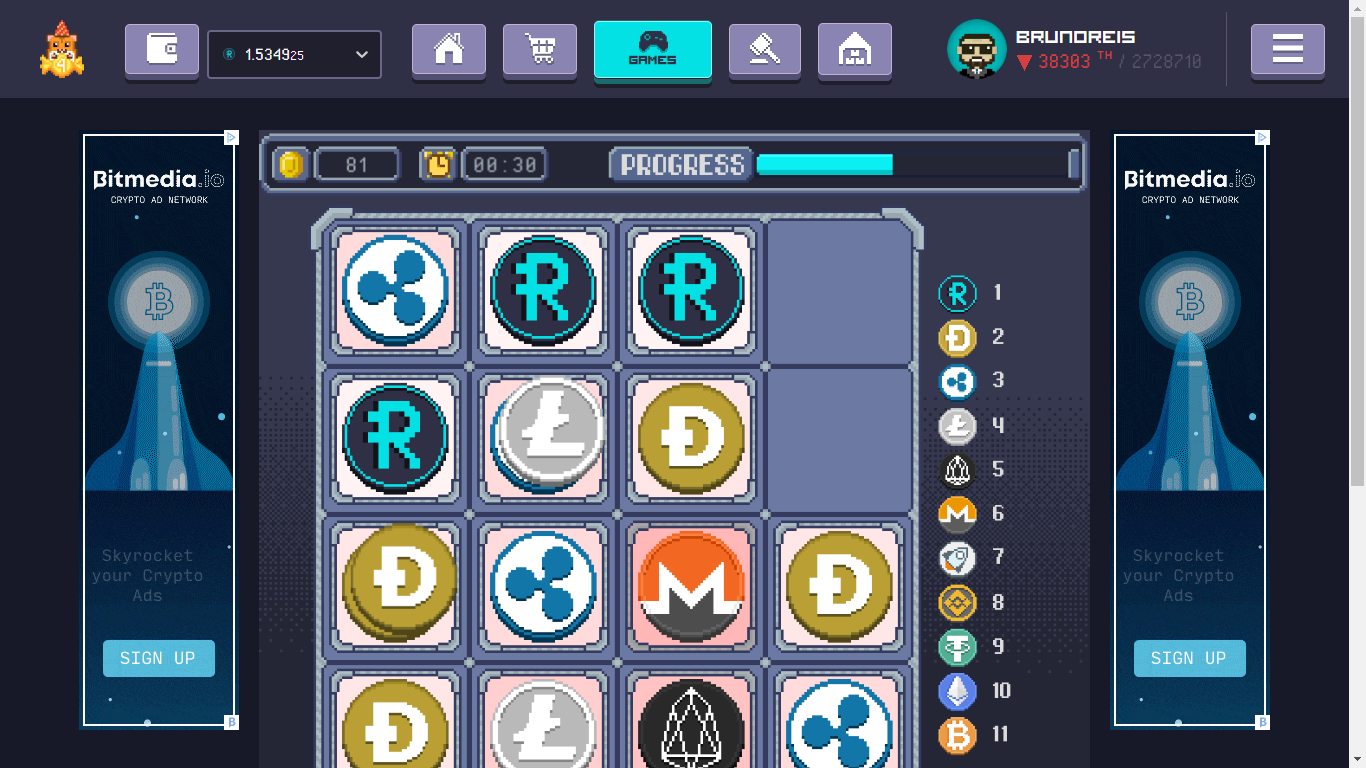 1.534925
GAMES
BRUNOREIS
38303 TH / 2728710
81
00:30
PROGRESS
Bitmedia.io
CRYPTO AD NETWORK
Skyrocket
your Crypto
Ads
SIGN UP
1
2
3
4
5
6
7
8
9
10
11
Bitmedia.io
CRYPTO AD NETWORK
Skyrocket
your Crypto
Ads
SIGN UP